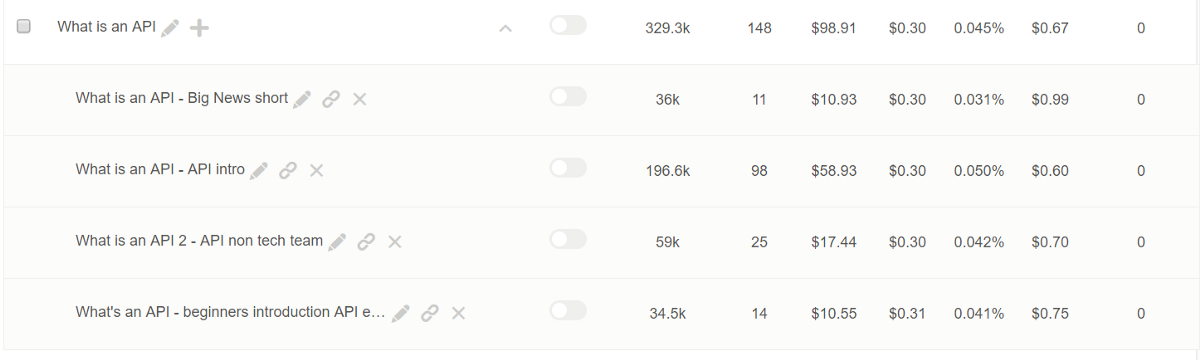 What is an API 329.3k 148 $98.91 $0.30 0.045% $0.67 0
What is an API - Big News short 36k 11 $10.93 $0.30 0.031% $0.99 0
What is an API - API intro 196.6k 98 $58.93 $0.30 0.050% $0.60 0
What is an API 2 - API non tech team 59k 25 $17.44 $0.30 0.042% $0.70 0
What's an API - beginners introduction API e... 34.5k 14 $10.55 $0.31 0.041% $0.75 0